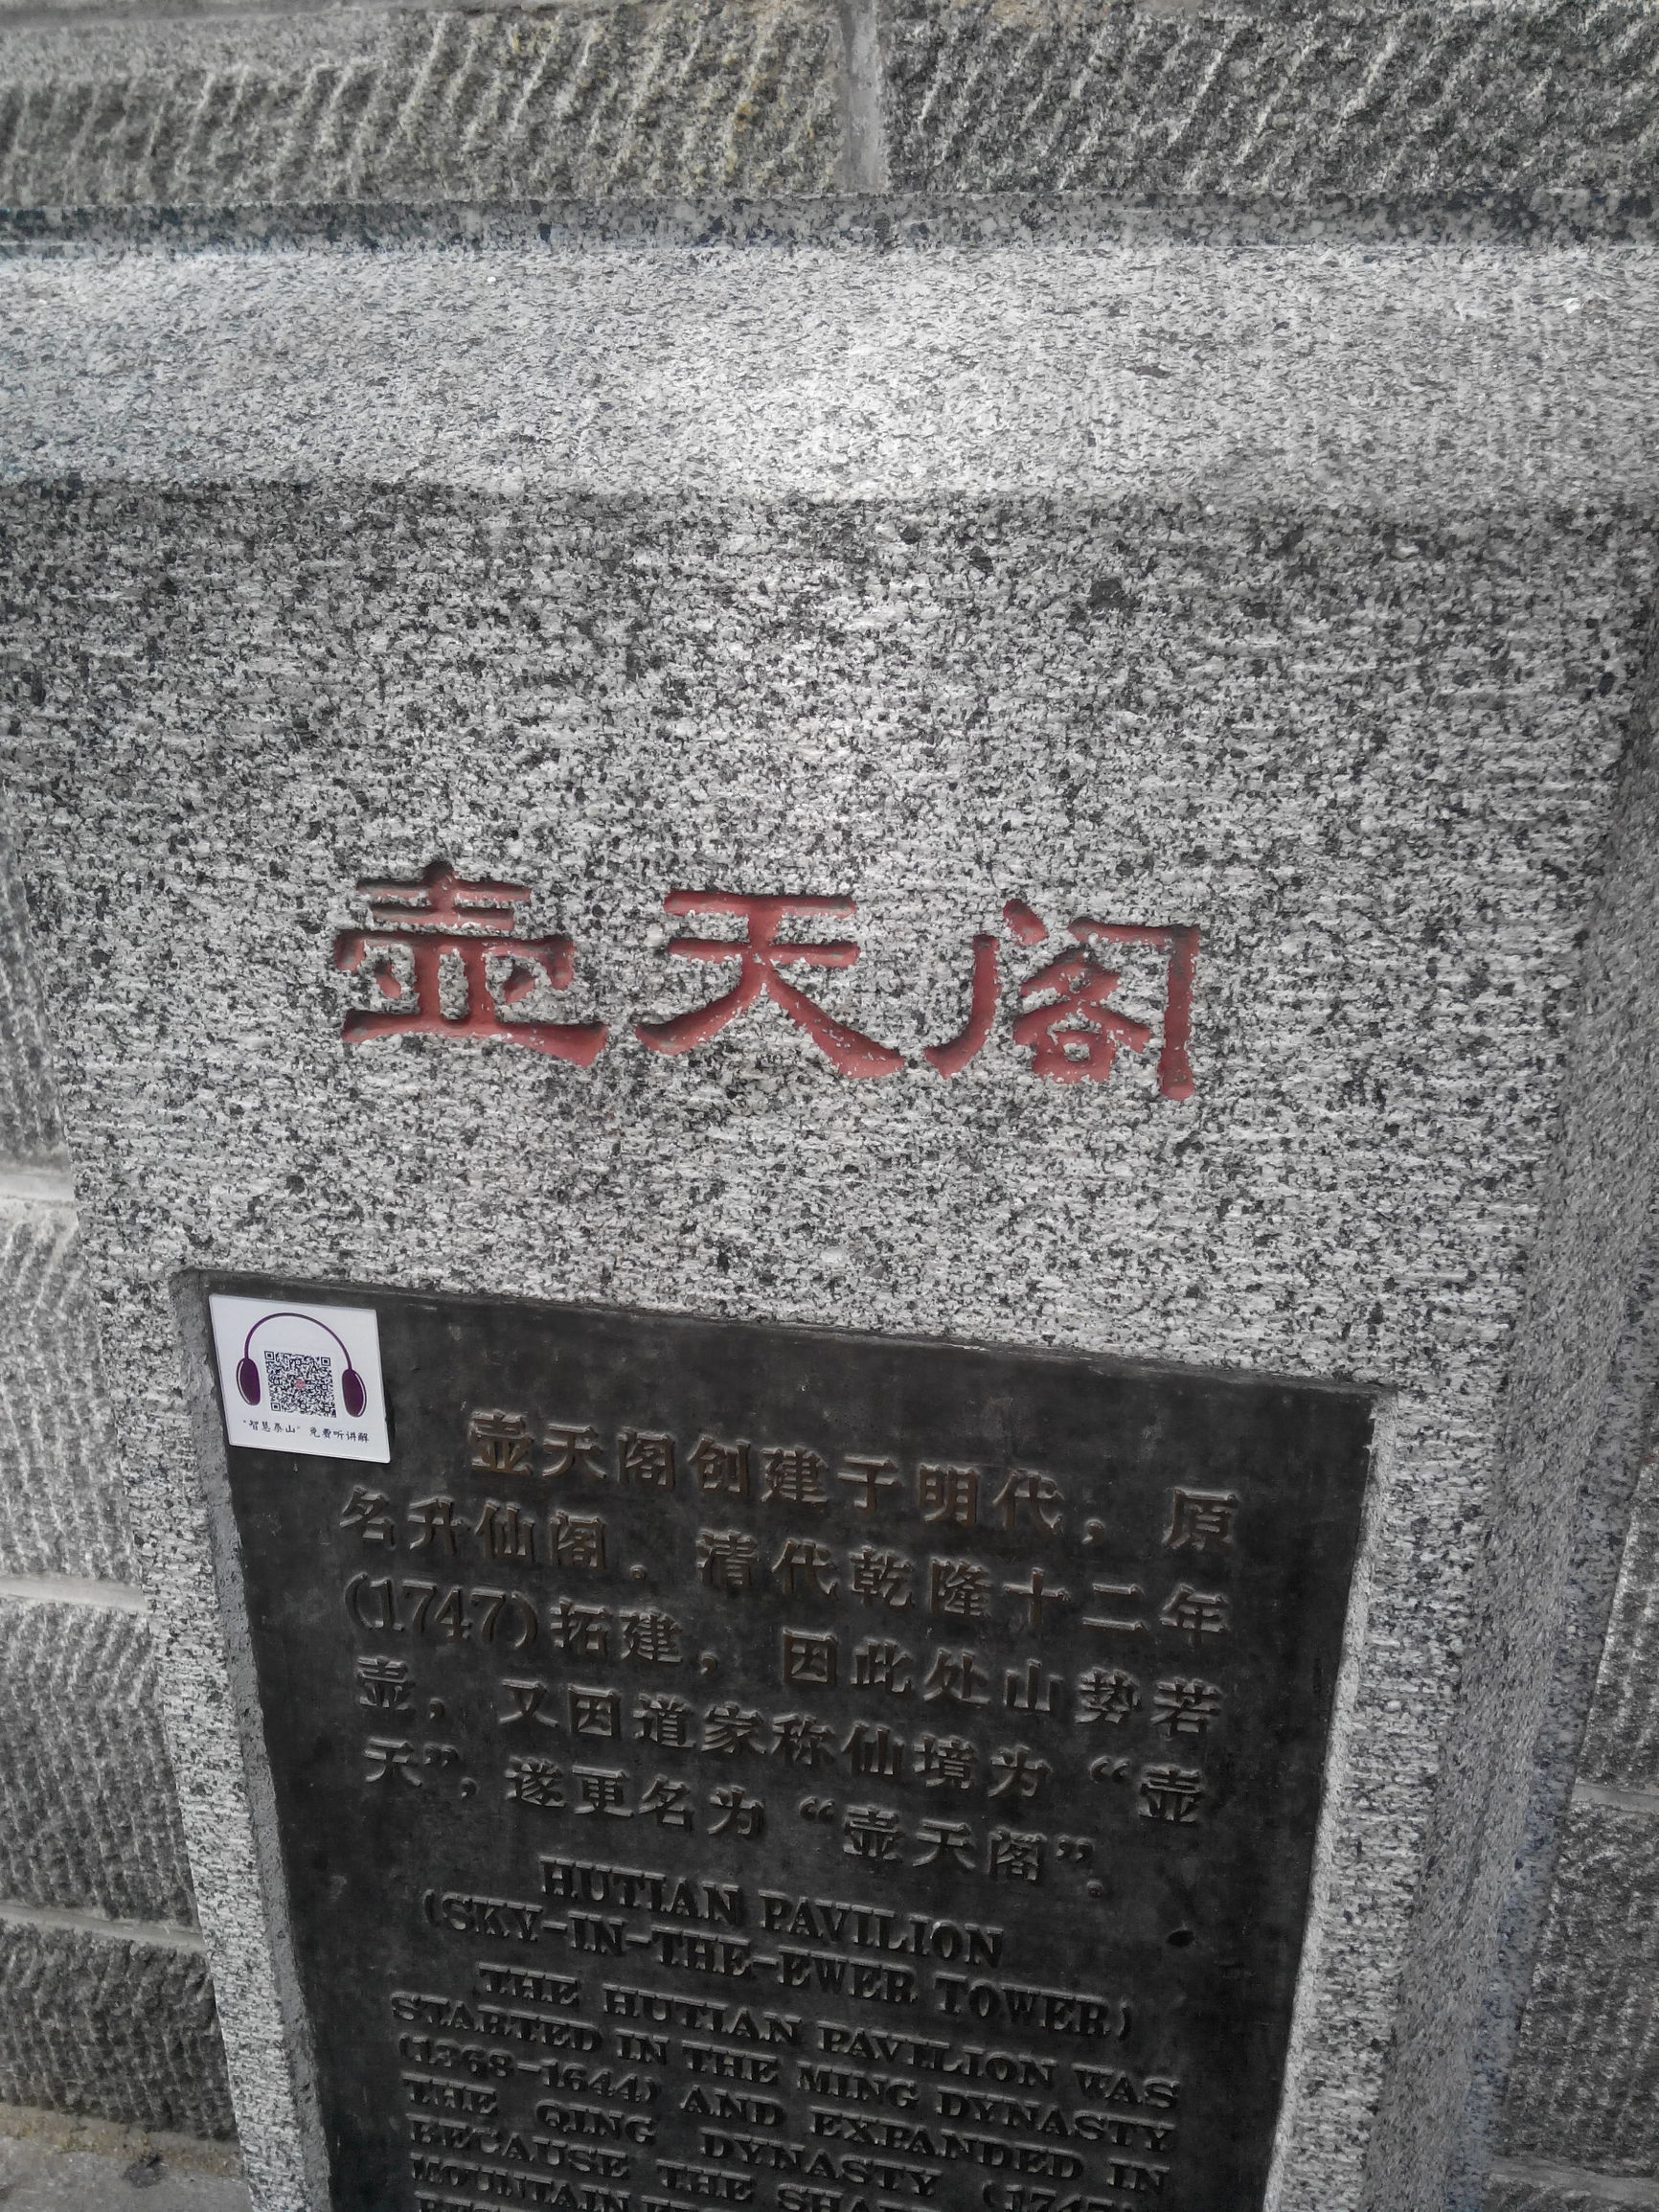 壶天阁
"智慧泰山" 免费听讲解
壶天阁创建于明代，原
名升仙阁。清代乾隆十二年
(1747)拓建，因此处山势若
壶，又因道家称仙境为“壶
天”，遂更名为“壶天阁”。
HUTIAN PAVILION
(SKY-IN-THE-EWER TOWER)
THE HUTIAN PAVILION WAS
STARTED IN THE MING DYNASTY
(1368-1644) AND EXPANDED IN
THE QING DYNASTY (1747)
BECAUSE THE
MOUNTAIN